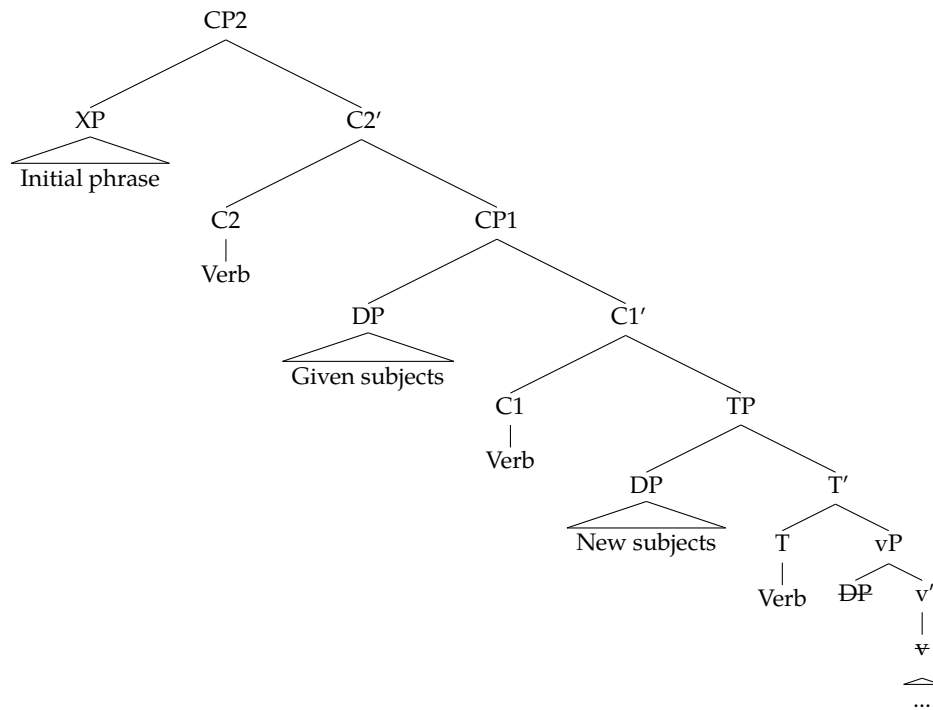 CP2
XP C2′
Initial phrase
C2 CP1
Verb
DP C1′
Given subjects
C1 TP
Verb
DP T′
New subjects T vP
Verb D̶P̶ v′
v̶
...